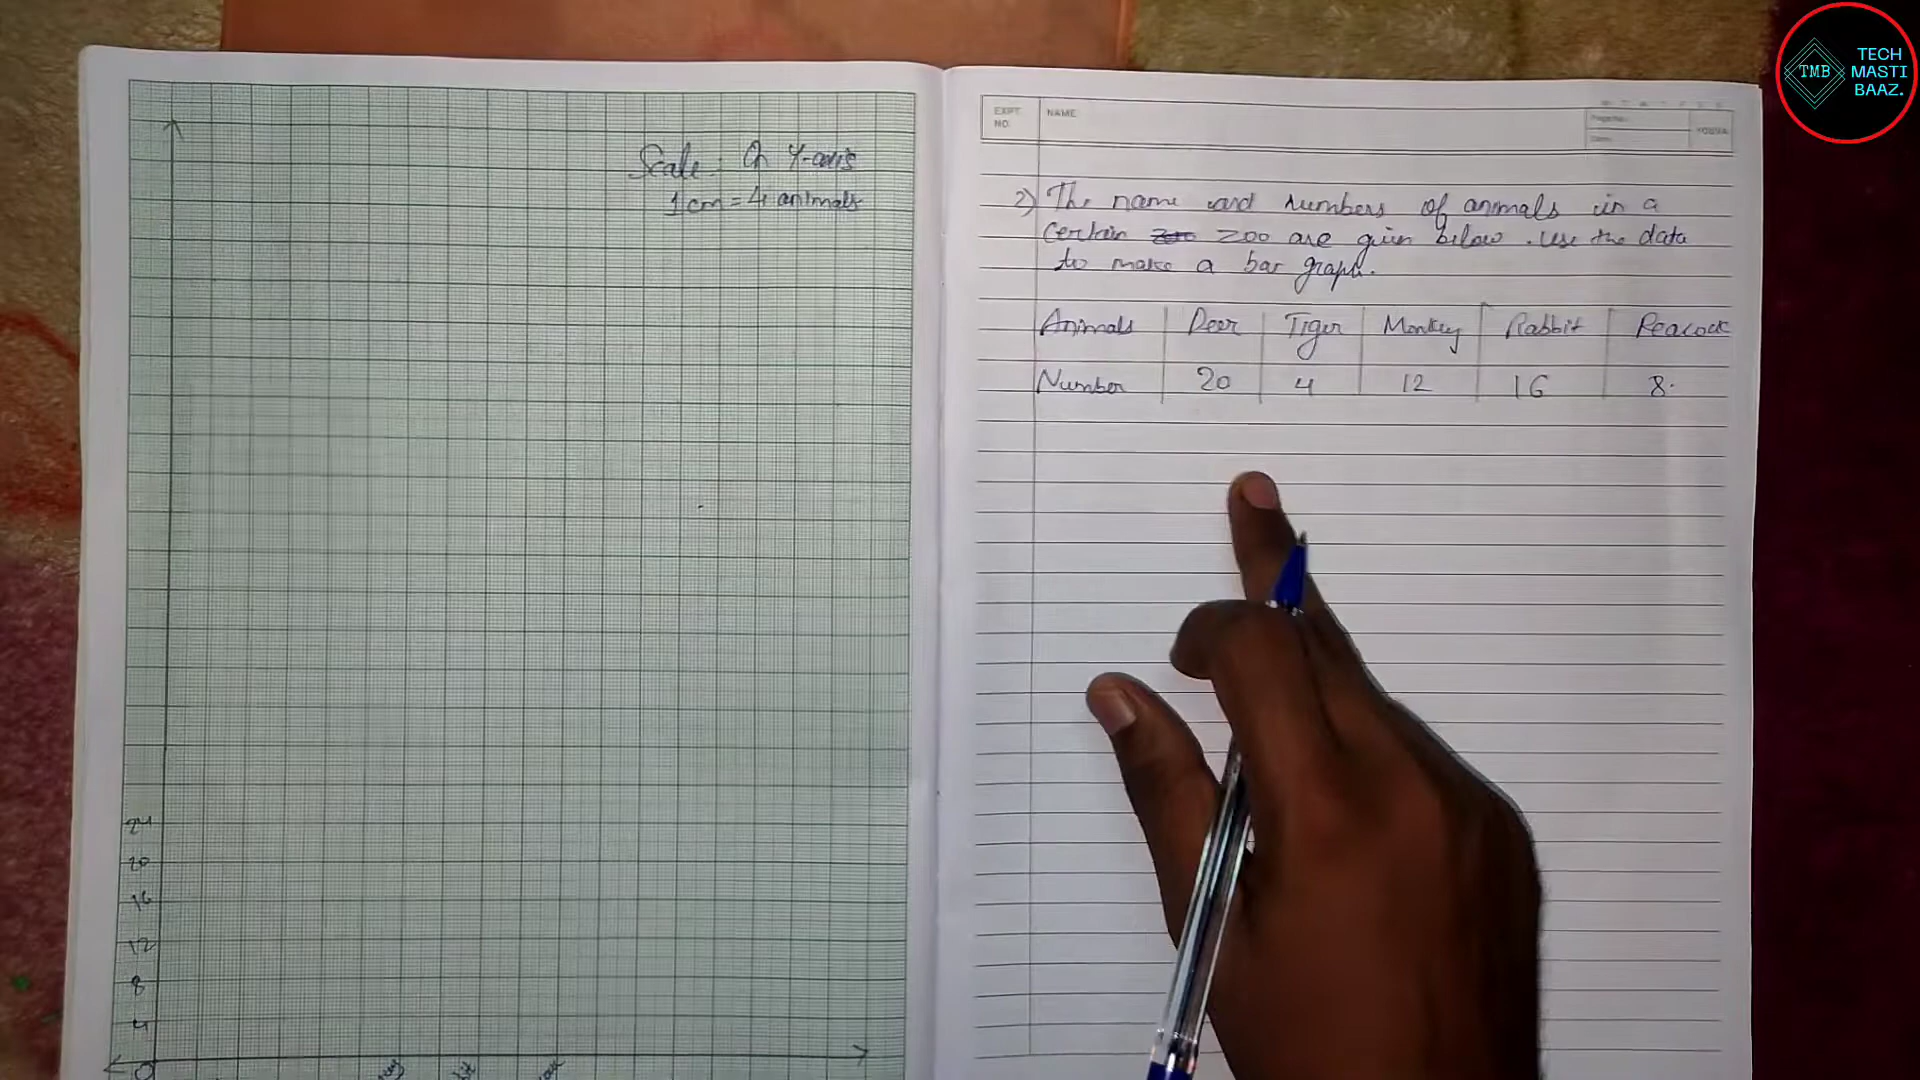 Scale : On Y-axis
1 cm = 4 animals
24
20
16
12
8
4
0
EXPT. NO.
NAME
2) The name and numbers of animals in a
certain zoo are given below . Use the data
to make a bar graph.
Animals Deer Tiger Monkey Rabbit Peacock
Number 20 4 12 16 8.
TMB
TECH
MASTI
BAAZ.